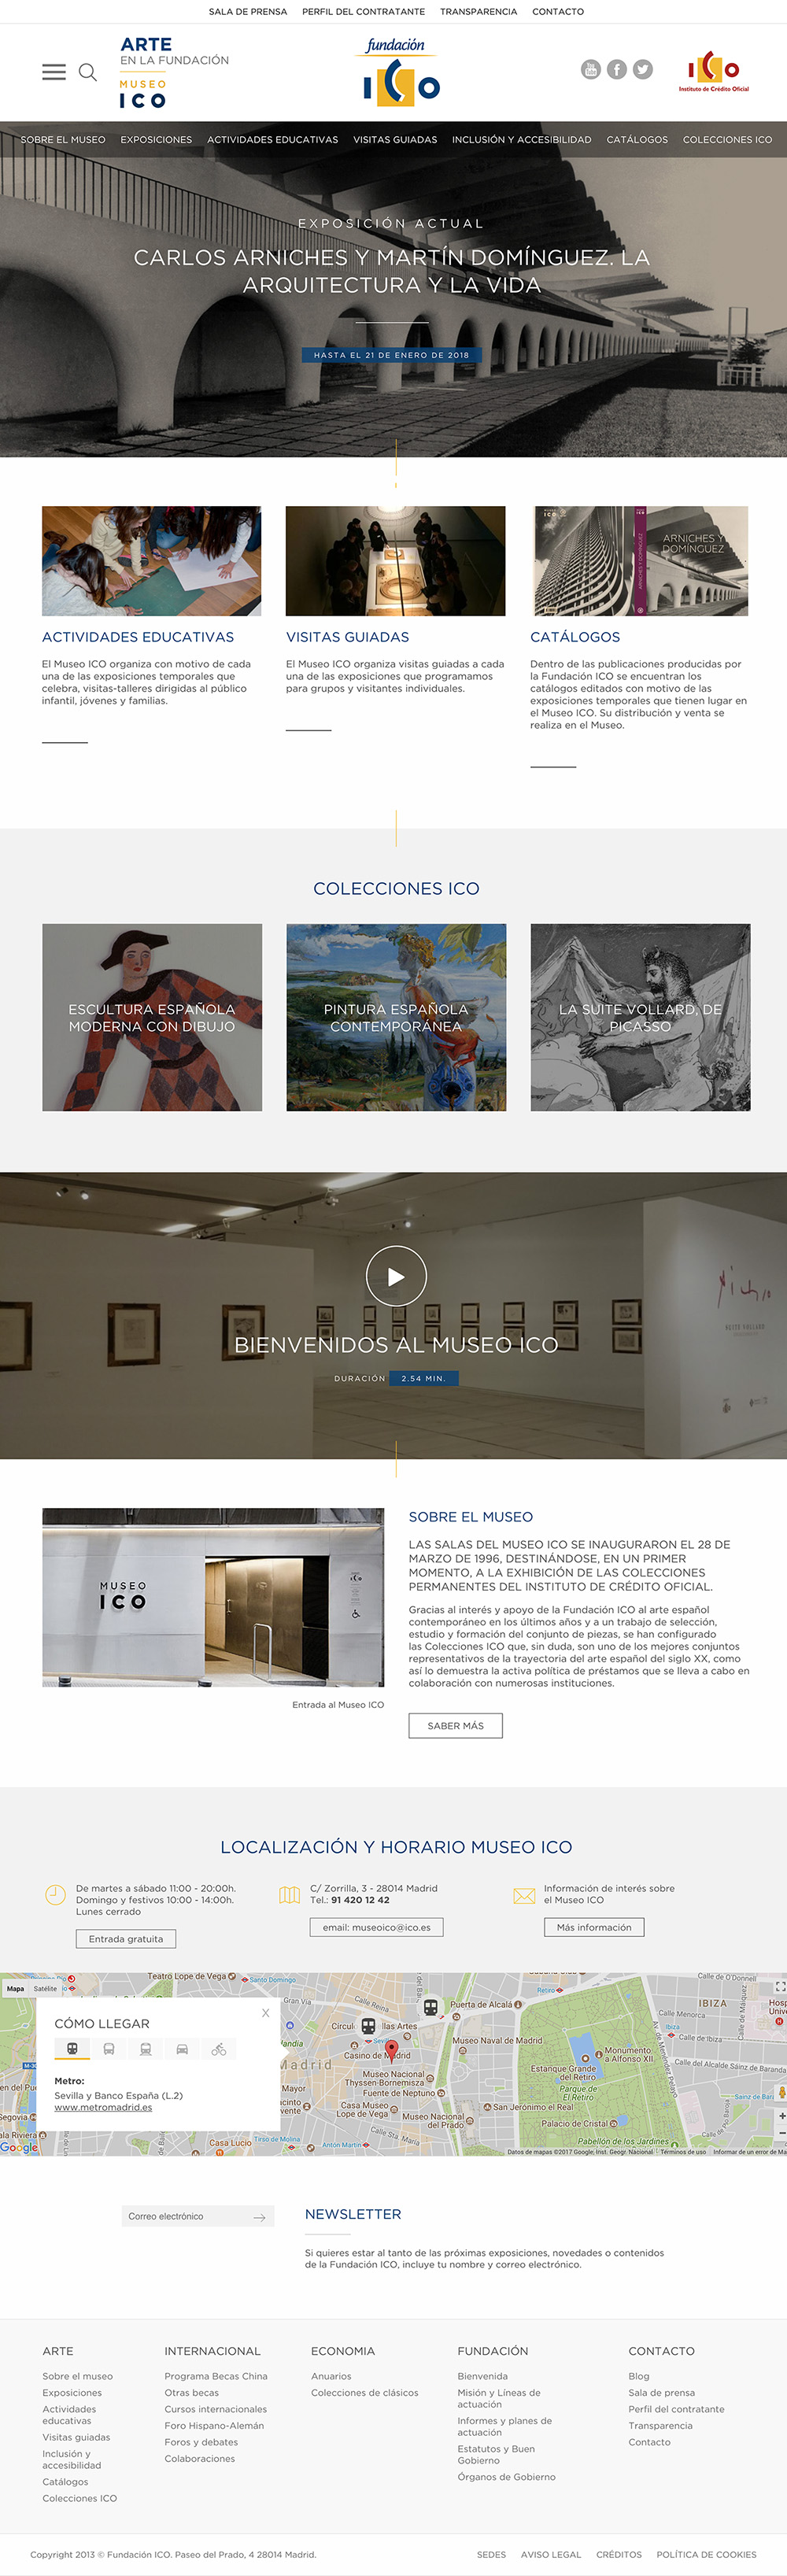 SALA DE PRENSA PERFIL DEL CONTRATANTE TRANSPARENCIA CONTACTO
ARTE
EN LA FUNDACIÓN
MUSEO
ICO
fundación
ICO
You Tube
ICO
Instituto de Crédito Oficial
SOBRE EL MUSEO EXPOSICIONES ACTIVIDADES EDUCATIVAS VISITAS GUIADAS INCLUSIÓN Y ACCESIBILIDAD CATÁLOGOS COLECCIONES ICO
EXPOSICIÓN ACTUAL
CARLOS ARNICHES Y MARTÍN DOMÍNGUEZ. LA
ARQUITECTURA Y LA VIDA
HASTA EL 21 DE ENERO DE 2018
ICO
ARNICHES Y DOMÍNGUEZ
ARNICHES Y
DOMÍNGUEZ
ACTIVIDADES EDUCATIVAS
El Museo ICO organiza con motivo de cada
una de las exposiciones temporales que
celebra, visitas-talleres dirigidas al público
infantil, jóvenes y familias.
VISITAS GUIADAS
El Museo ICO organiza visitas guiadas a cada
una de las exposiciones que programamos
para grupos y visitantes individuales.
CATÁLOGOS
Dentro de las publicaciones producidas por
la Fundación ICO se encuentran los
catálogos editados con motivo de las
exposiciones temporales que tienen lugar en
el Museo ICO. Su distribución y venta se
realiza en el Museo.
COLECCIONES ICO
ESCULTURA ESPAÑOLA
MODERNA CON DIBUJO
PINTURA ESPAÑOLA
CONTEMPORÁNEA
LA SUITE VOLLARD, DE
PICASSO
Picasso
SUITE VOLLARD
BIENVENIDOS AL MUSEO ICO
DURACIÓN 2.54 MIN.
MUSEO
ICO
Entrada al Museo ICO
SOBRE EL MUSEO
LAS SALAS DEL MUSEO ICO SE INAUGURARON EL 28 DE
MARZO DE 1996, DESTINÁNDOSE, EN UN PRIMER
MOMENTO, A LA EXHIBICIÓN DE LAS COLECCIONES
PERMANENTES DEL INSTITUTO DE CRÉDITO OFICIAL.
Gracias al interés y apoyo de la Fundación ICO al arte español
contemporáneo en los últimos años y a un trabajo de selección,
estudio y formación del conjunto de piezas, se han configurado
las Colecciones ICO que, sin duda, son uno de los mejores conjuntos
representativos de la trayectoria del arte español del siglo XX, como
así lo demuestra la activa política de préstamos que se lleva a cabo en
colaboración con numerosas instituciones.
SABER MÁS
LOCALIZACIÓN Y HORARIO MUSEO ICO
De martes a sábado 11:00 - 20:00h.
Domingo y festivos 10:00 - 14:00h.
Lunes cerrado
Entrada gratuita
C/ Zorrilla, 3 - 28014 Madrid
Tel.: 91 420 12 42
email: museoico@ico.es
Información de interés sobre
el Museo ICO
Más información
Mapa Satélite
Teatro Lope de Vega
Santo Domingo
Gran Vía
Calle Reina
Puerta de Alcalá
Retiro
Calle de O'Donnell
IBIZA
Calle Menorca
Ibiza
Calle de Máiquez
Av. de Menéndez Pelayo
Calle del Alcalde Sáinz de Baranda
Sainz de Bar
Circul llas Artes
Sevilla
Casino de Madrid
Madrid
Museo Naval de Madrid
Museo Nacional
Thyssen-Bornemisza
Fuente de Neptuno
Mayor
Casa Museo
Lope de Vega
Museo Nacional
del Prado
San Jerónimo el Real
Calle Sta. María
Antón Martín
Tirso de Molina
Casa Lucio
Monumento a
Alfonso XII
Estanque Grande
del Retiro
Parque de
El Retiro
Palacio de Cristal
Pabellón de los Jardines
CÓMO LLEGAR
X
Metro:
Sevilla y Banco España (L.2)
www.metromadrid.es
Google
Datos de mapas ©2017 Google, Inst. Geogr. Nacional Términos de uso Informar de un error de Ma
Correo electrónico
NEWSLETTER
Si quieres estar al tanto de las próximas exposiciones, novedades o contenidos
de la Fundación ICO, incluye tu nombre y correo electrónico.
ARTE
Sobre el museo
Exposiciones
Actividades
educativas
Visitas guiadas
Inclusión y
accesibilidad
Catálogos
Colecciones ICO
INTERNACIONAL
Programa Becas China
Otras becas
Cursos internacionales
Foro Hispano-Alemán
Foros y debates
Colaboraciones
ECONOMIA
Anuarios
Colecciones de clásicos
FUNDACIÓN
Bienvenida
Misión y Líneas de
actuación
Informes y planes de
actuación
Estatutos y Buen
Gobierno
Órganos de Gobierno
CONTACTO
Blog
Sala de prensa
Perfil del contratante
Transparencia
Contacto
Copyright 2013 © Fundación ICO. Paseo del Prado, 4 28014 Madrid.
SEDES AVISO LEGAL CRÉDITOS POLÍTICA DE COOKIES